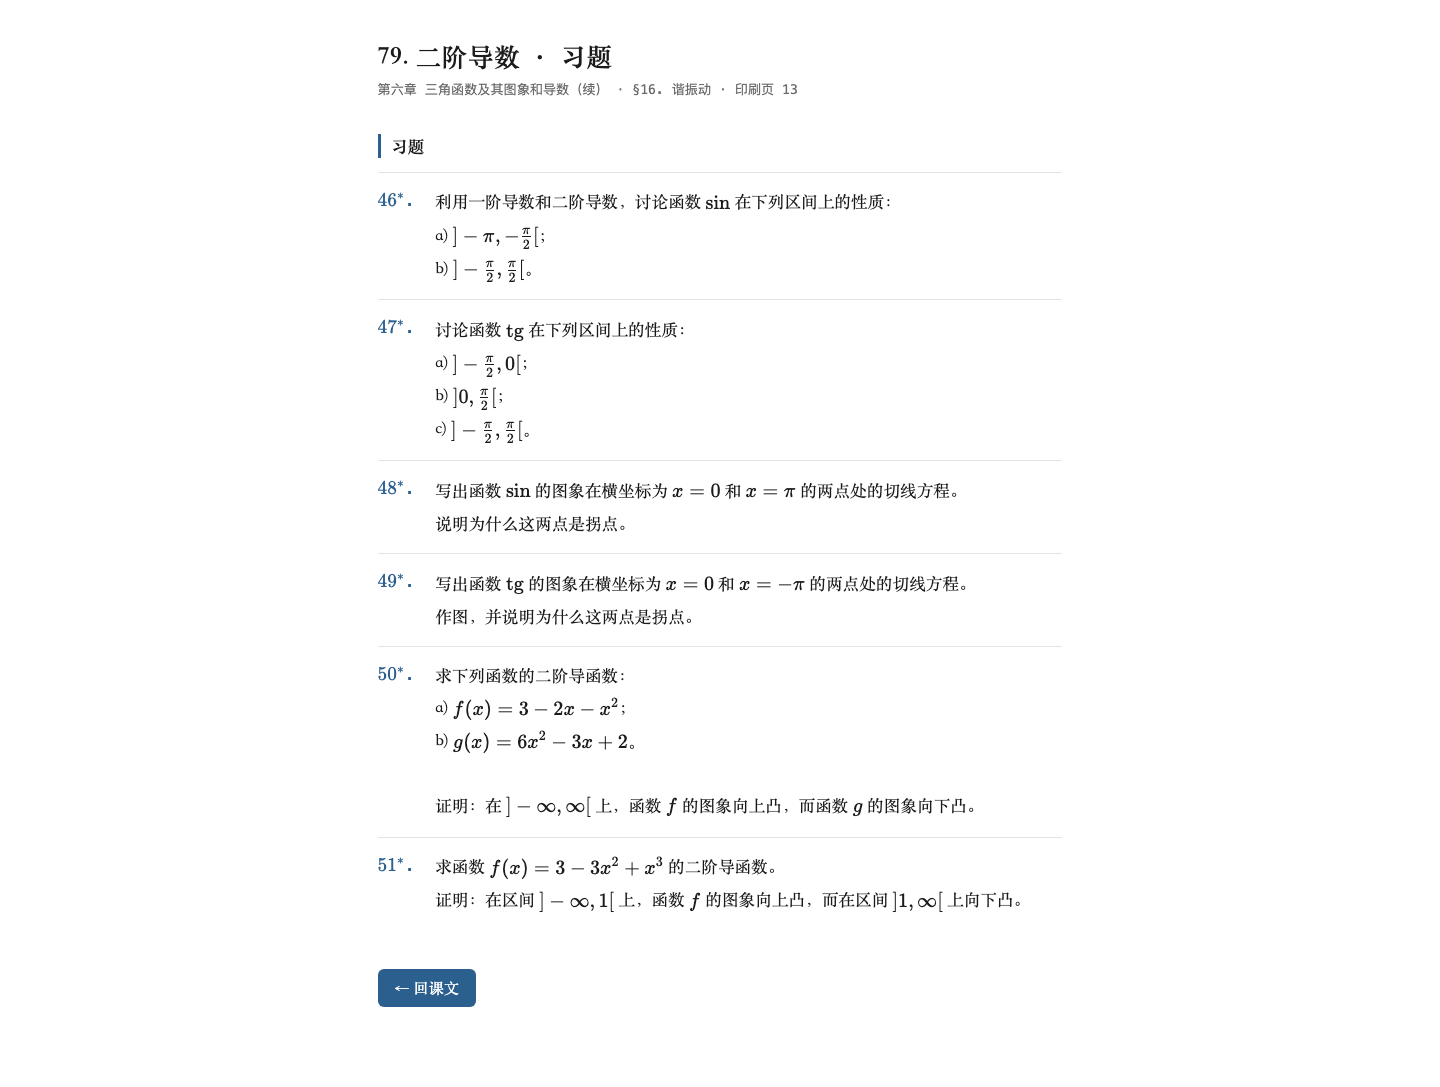 79. 二阶导数 · 习题
第六章 三角函数及其图象和导数（续） · §16. 谐振动 · 印刷页 13
习题
46*. 利用一阶导数和二阶导数，讨论函数 sin 在下列区间上的性质：
a) ] − π, −π/2[；
b) ] − π/2, π/2[。
47*. 讨论函数 tg 在下列区间上的性质：
a) ] − π/2, 0[；
b) ]0, π/2[；
c) ] − π/2, π/2[。
48*. 写出函数 sin 的图象在横坐标为 x = 0 和 x = π 的两点处的切线方程。
说明为什么这两点是拐点。
49*. 写出函数 tg 的图象在横坐标为 x = 0 和 x = −π 的两点处的切线方程。
作图，并说明为什么这两点是拐点。
50*. 求下列函数的二阶导函数：
a) f(x) = 3 − 2x − x²；
b) g(x) = 6x² − 3x + 2。
证明：在 ] − ∞, ∞[ 上，函数 f 的图象向上凸，而函数 g 的图象向下凸。
51*. 求函数 f(x) = 3 − 3x² + x³ 的二阶导函数。
证明：在区间 ] − ∞, 1[ 上，函数 f 的图象向上凸，而在区间 ]1, ∞[ 上向下凸。
← 回课文